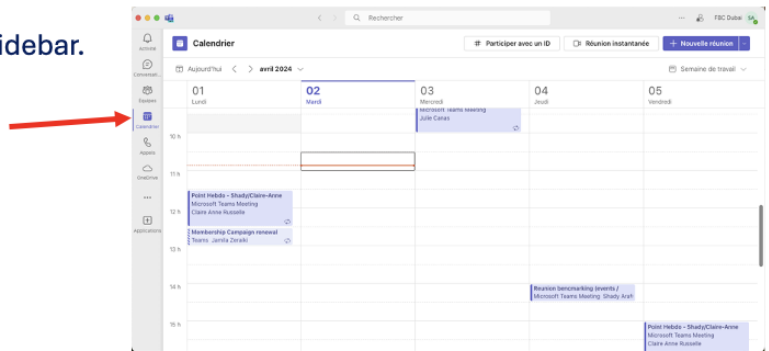 idebar.
Rechercher
FBC Dubai
SA
Activité
Calendrier
# Participer avec un ID
Réunion instantanée
+ Nouvelle réunion
Conversati...
Aujourd'hui
avril 2024
Semaine de travail
Équipes
01
Lundi
02
Mardi
03
Mercredi
04
Jeudi
05
Vendredi
Calendrier
Microsoft Teams Meeting
Julie Canas
Appels
10 h
OneDrive
11 h
...
Applications
Point Hebdo - Shady/Claire-Anne
Microsoft Teams Meeting
Claire Anne Russelle
12 h
Membership Campaign renewal
Teams Jamila Zeraiki
13 h
14 h
Reunion bencmarking (events /
Microsoft Teams Meeting Shady Arafi
15 h
Point Hebdo - Shady/Claire-Anne
Microsoft Teams Meeting
Claire Anne Russelle